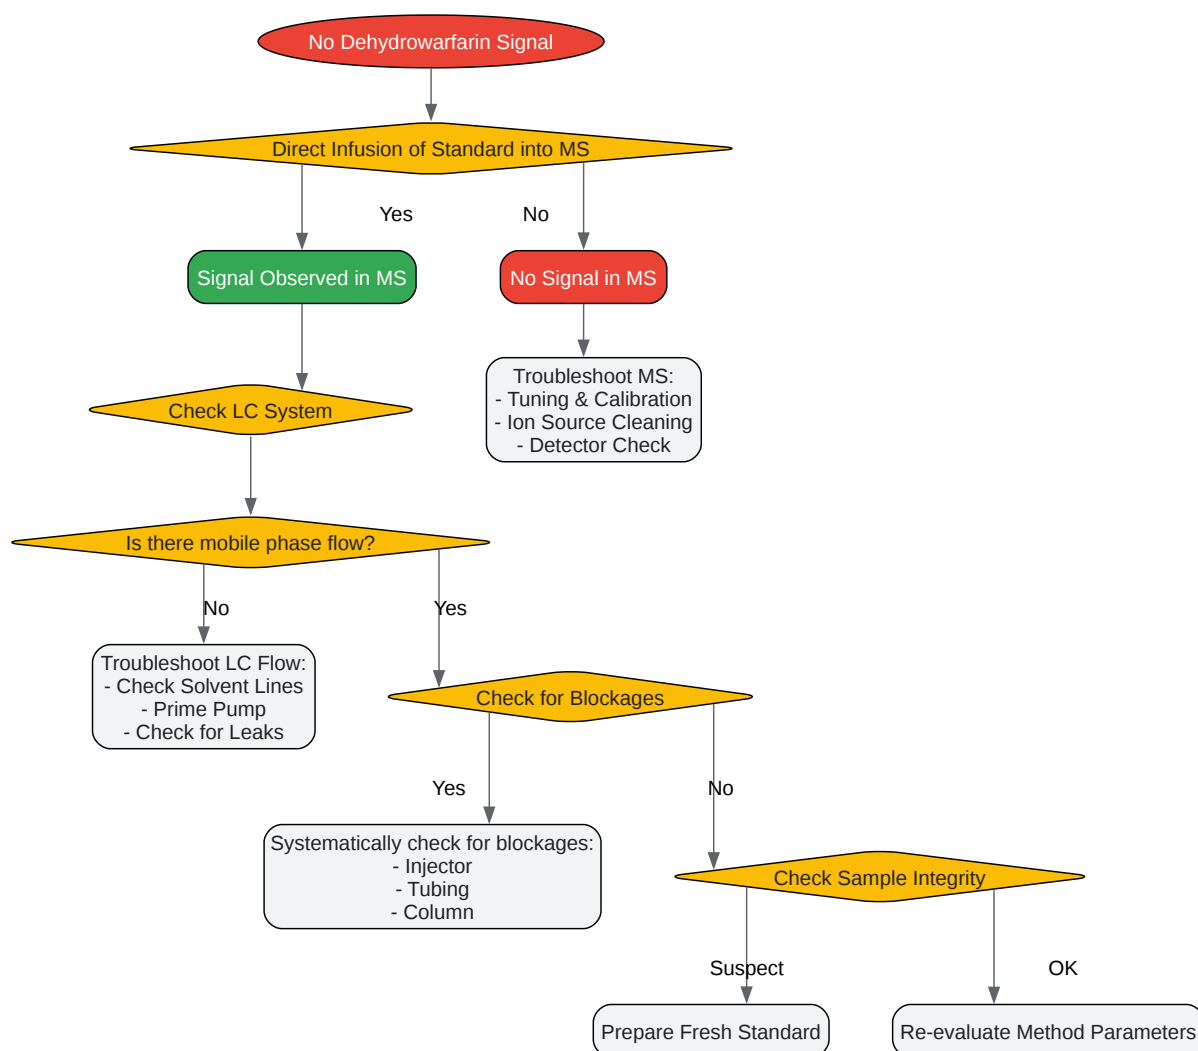 No Dehydrowarfarin Signal
Direct Infusion of Standard into MS
Yes
No
Signal Observed in MS
No Signal in MS
Troubleshoot MS:
- Tuning & Calibration
- Ion Source Cleaning
- Detector Check
Check LC System
Is there mobile phase flow?
No
Yes
Troubleshoot LC Flow:
- Check Solvent Lines
- Prime Pump
- Check for Leaks
Check for Blockages
Yes
No
Systematically check for blockages:
- Injector
- Tubing
- Column
Check Sample Integrity
Suspect
OK
Prepare Fresh Standard
Re-evaluate Method Parameters